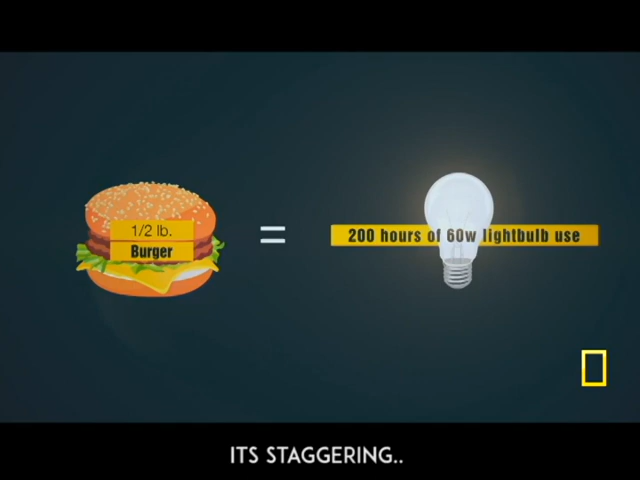 1/2 lb.
Burger
=
200 hours of 60w lightbulb use
ITS STAGGERING..